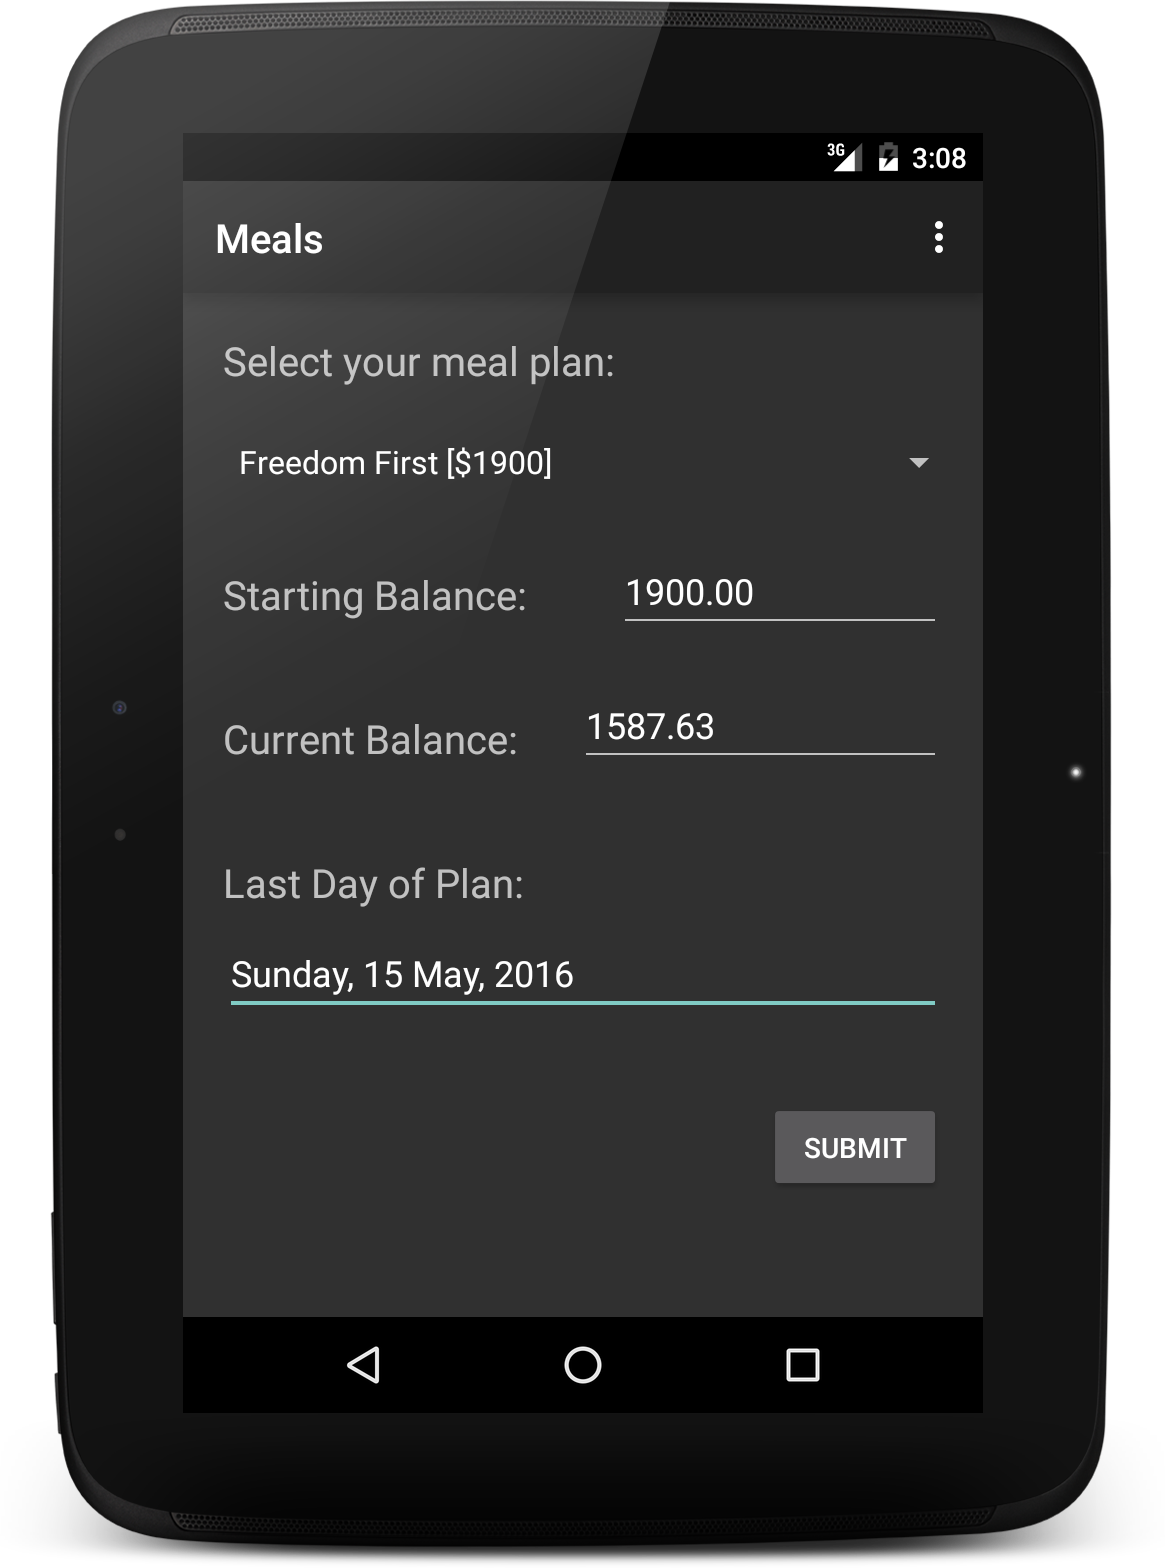 3G 3:08
Meals
Select your meal plan:
Freedom First [$1900]
Starting Balance: 1900.00
Current Balance: 1587.63
Last Day of Plan:
Sunday, 15 May, 2016
SUBMIT